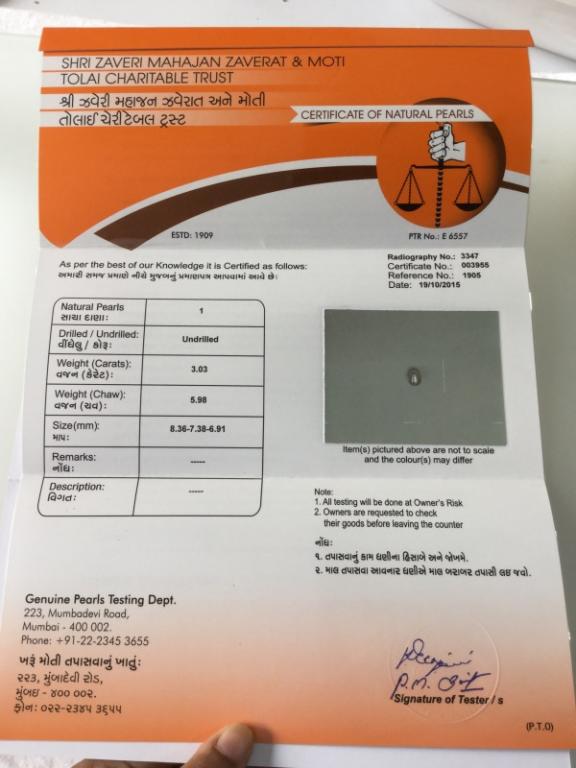 SHRI ZAVERI MAHAJAN ZAVERAT & MOTI
TOLAI CHARITABLE TRUST
શ્રી ઝવેરી મહાજન ઝવેરાત અને મોતી
તોલાઈ ચેરીટેબલ ટ્રસ્ટ
CERTIFICATE OF NATURAL PEARLS
ESTD: 1909
PTR No.: E 6557
As per the best of our Knowledge it is Certified as follows:
અમારી સમજ પ્રમાણે નીચે મુજબનું પ્રમાણપત્ર આપવામાં આવે છે:
Radiography No.: 3347
Certificate No.: 003955
Reference No.: 1905
Date: 19/10/2015
Natural Pearls 1
સાચા દાણા:
Drilled / Undrilled: Undrilled
વીંધેલુ / કોરૂ:
Weight (Carats): 3.03
વજન (કેરેટ):
Weight (Chaw): 5.98
વજન (ચવ):
Size(mm): 8.36-7.38-6.91
માપ:
Remarks: -----
નોંધ:
Description: -----
વિગત:
Item(s) pictured above are not to scale
and the colour(s) may differ
Note:
1. All testing will be done at Owner's Risk
2. Owners are requested to check
their goods before leaving the counter
નોંધ:
૧. તપાસવાનું કામ ધણીના હિસાબે અને જોખમે.
૨. માલ તપાસવા આવનાર ધણીએ માલ બરાબર તપાસી લઇ જવો.
Genuine Pearls Testing Dept.
223, Mumbadevi Road,
Mumbai - 400 002.
Phone: +91-22-2345 3655
ખરૂં મોતી તપાસવાનું ખાતું:
૨૨૩, મુંબાદેવી રોડ,
મુંબઇ - ૪૦૦ ૦૦૨.
ફોન: ૦૨૨-૨૩૪૫ ૩૬૫૫
P.M.
Signature of Tester / s
(P.T.O)